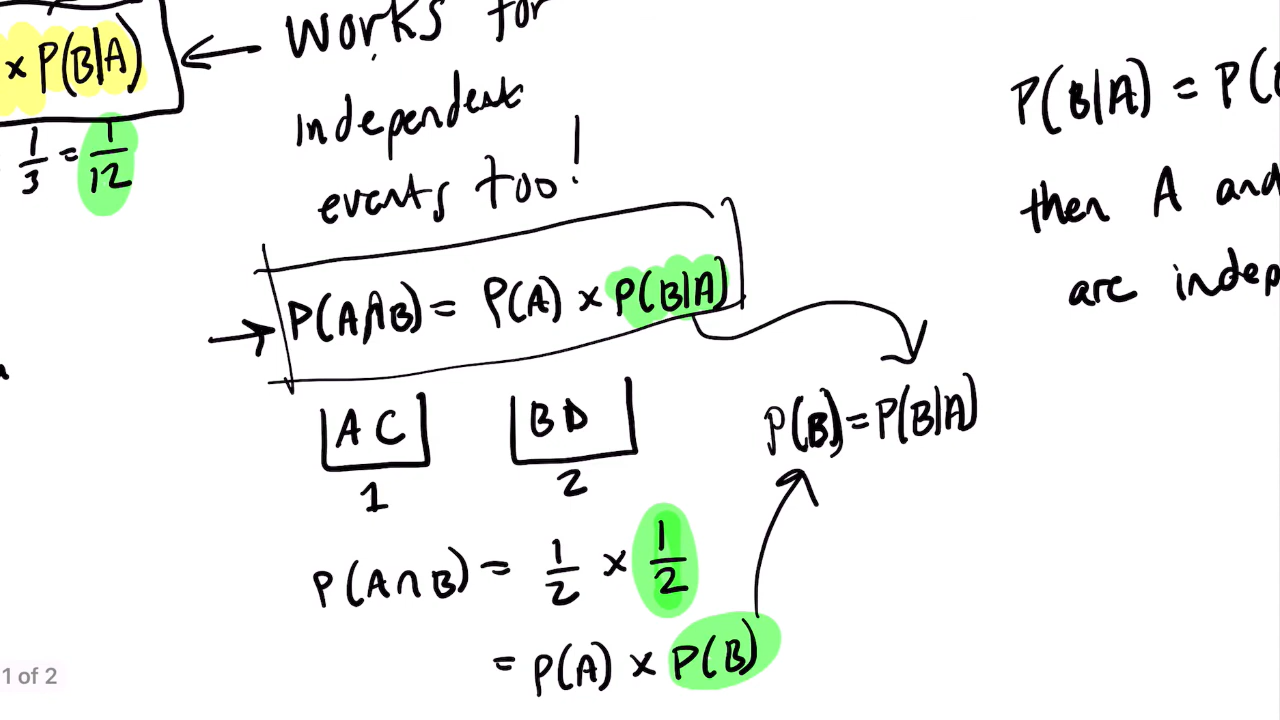 × P(B|A) ← works for
independent
events too!
1/3 = 1/12
→ P(A∩B) = P(A) × P(B|A)
A C
1
B D
2
P(B) = P(B|A)
P(A∩B) = 1/2 × 1/2
= P(A) × P(B)
P(B|A) = P(
then A and
are indep
1 of 2